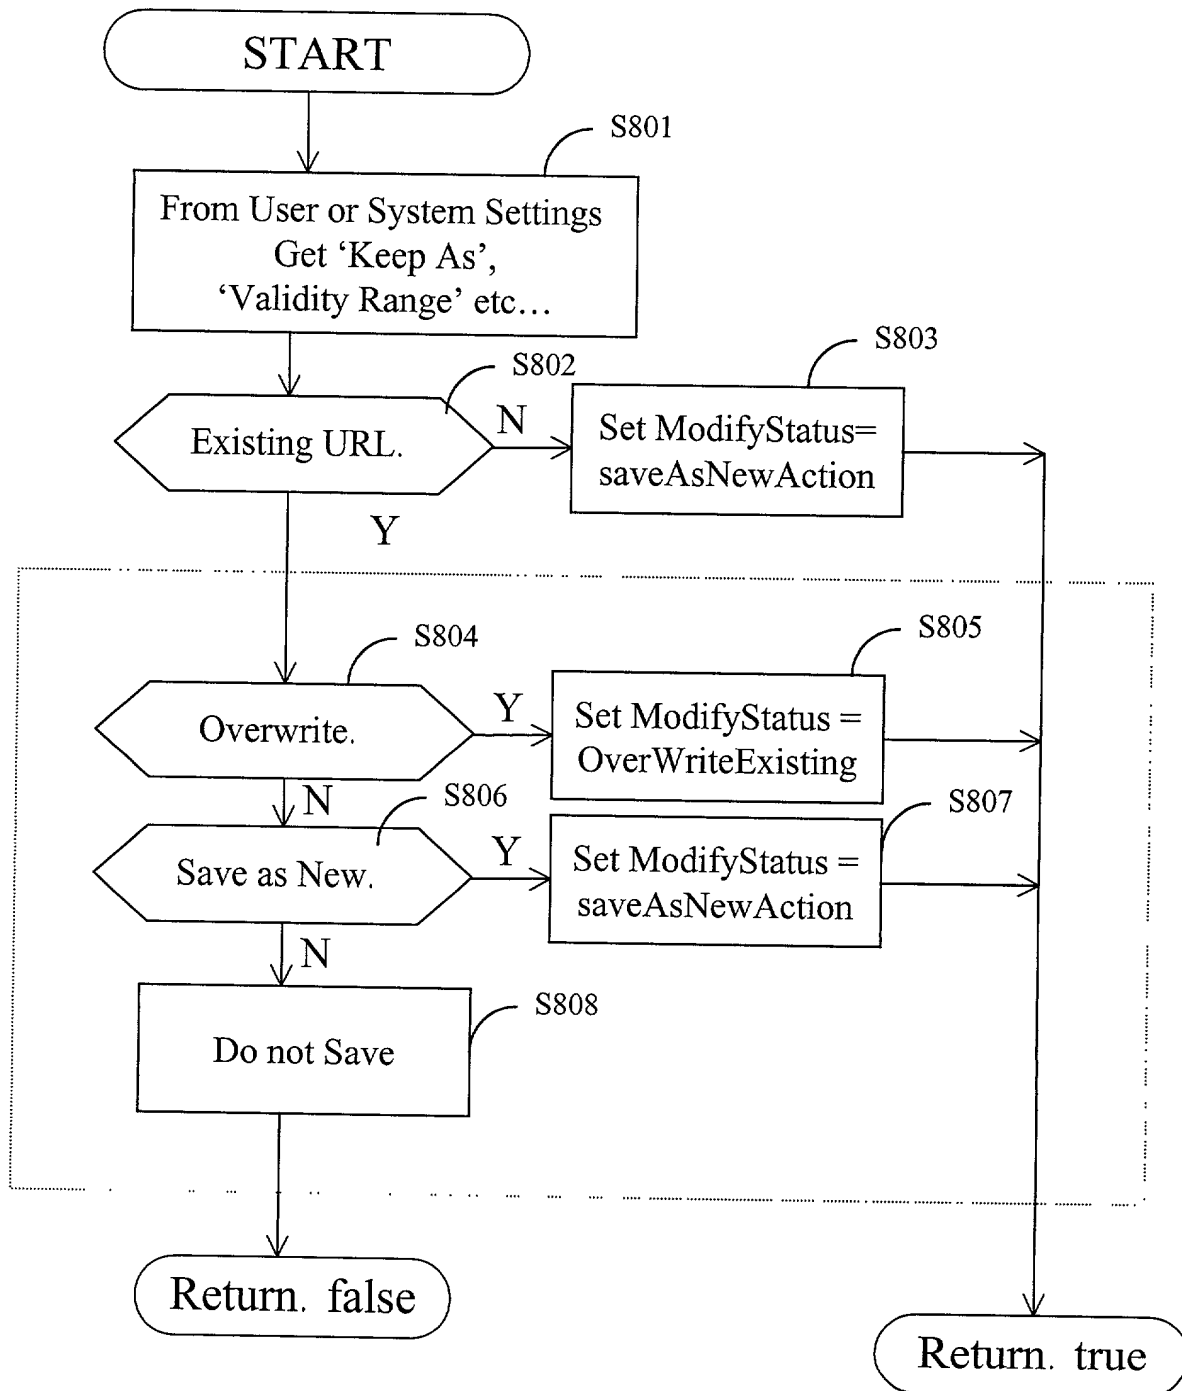 START
S801
From User or System Settings
Get ‘Keep As’,
‘Validity Range’ etc…
S802
S803
Existing URL.
N
Set ModifyStatus=
saveAsNewAction
Y
S804
S805
Overwrite.
Y
Set ModifyStatus =
OverWriteExisting
N
S806
S807
Save as New.
Y
Set ModifyStatus =
saveAsNewAction
N
S808
Do not Save
Return. false
Return. true